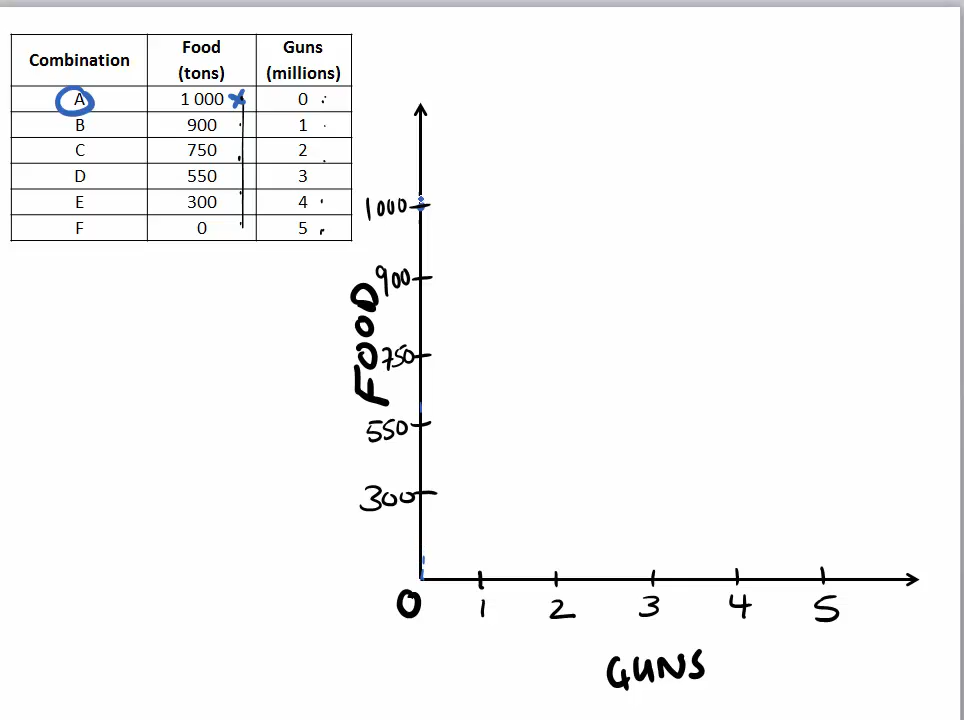 Combination Food (tons) Guns (millions)
A 1 000 0
B 900 1
C 750 2
D 550 3
E 300 4
F 0 5
1000
900
FOOD
750
550
300
0 1 2 3 4 5
GUNS